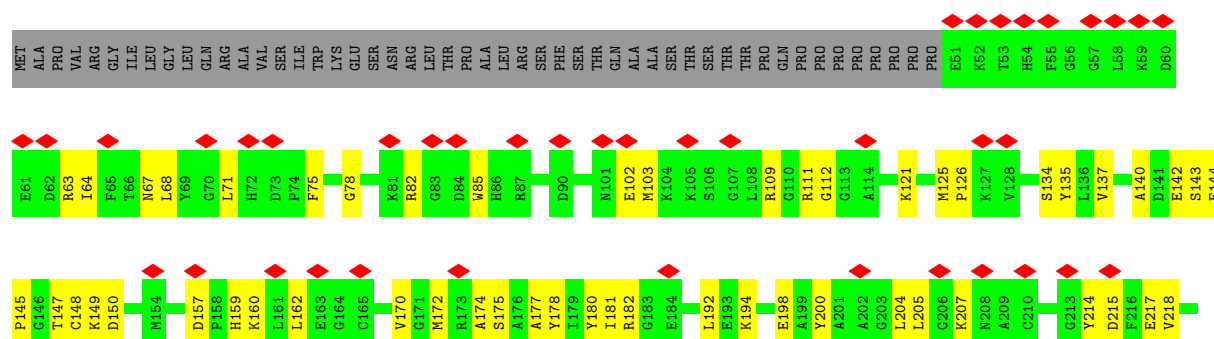 MET ALA PRO VAL ARG GLY ILE LEU GLY LEU GLN ARG ALA VAL SER ILE TRP LYS GLU SER ASN ARG LEU THR PRO ALA LEU ARG SER PHE SER THR GLN ALA ALA SER THR SER THR THR PRO GLN PRO PRO PRO PRO PRO PRO PRO PRO E51 K52 T53 H54 F55 G56 G57 L58 K59 D60
E61 D62 R63 I64 F65 T66 N67 L68 Y69 G70 L71 H72 D73 P74 F75 G78 K81 R82 G83 D84 W85 H86 R87 D90 N101 E102 M103 K104 K105 S106 G107 L108 R109 G110 R111 G112 G113 A114 K121 M125 P126 K127 V128 S134 Y135 L136 V137 A140 D141 E142 S143 E144
P145 G146 T147 C148 K149 D150 M154 D157 P158 H159 K160 L161 L162 E163 G164 C165 V170 G171 M172 R173 A174 S175 A176 A177 Y178 I179 Y180 I181 R182 G183 E184 L192 E193 K194 E198 A199 Y200 A201 A202 G203 L204 L205 G206 K207 N208 A209 C210 G213 Y214 D215 F216 E217 V218